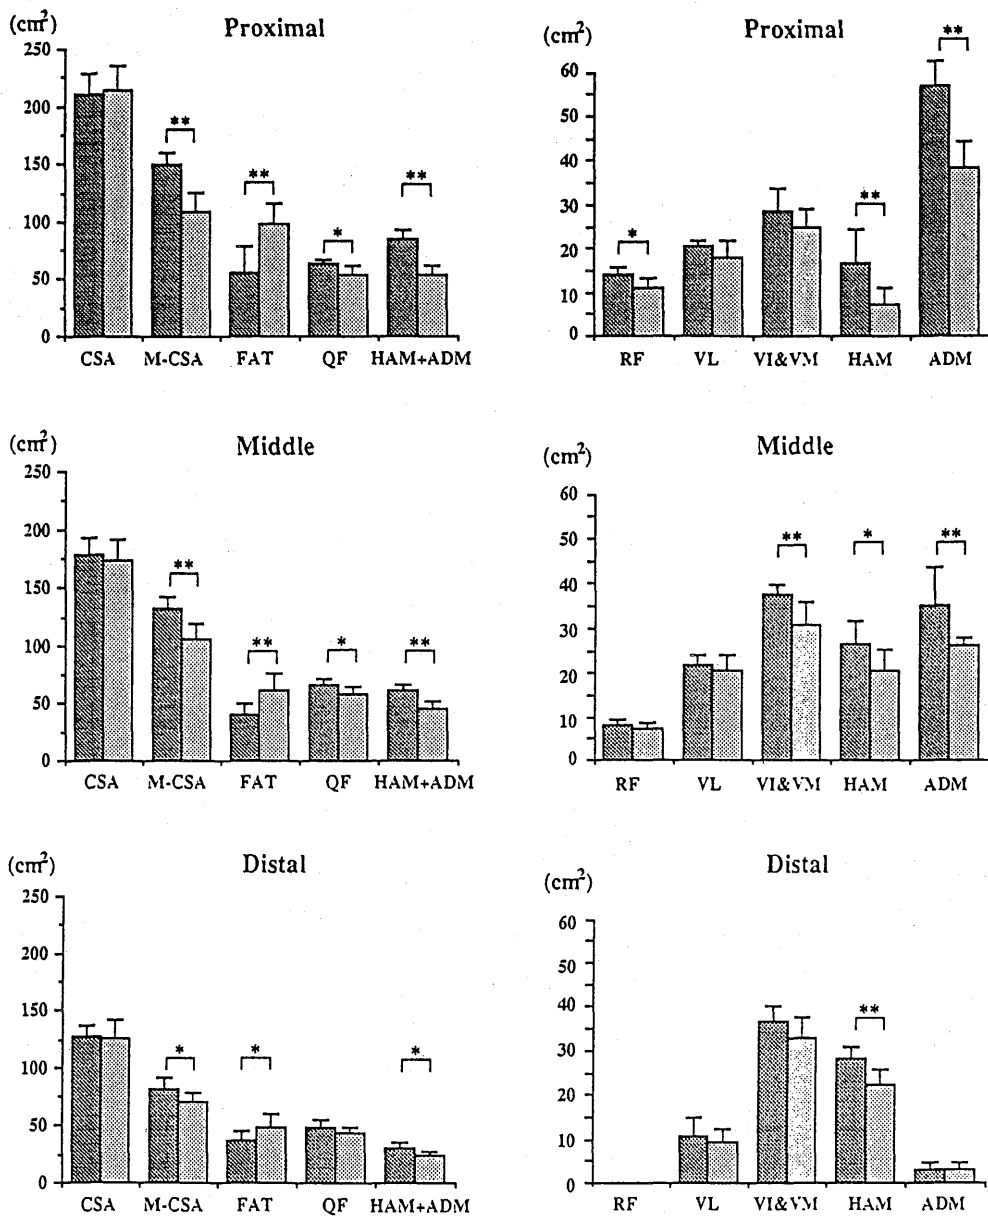 (cm²) Proximal
250
200
150
100
50
0
** ** * **
CSA M-CSA FAT QF HAM+ADM
(cm²) Proximal
60
50
40
30
20
10
0
* ** **
RF VL VI&VM HAM ADM
(cm²) Middle
250
200
150
100
50
0
** ** * **
CSA M-CSA FAT QF HAM+ADM
(cm²) Middle
60
50
40
30
20
10
0
** * **
RF VL VI&VM HAM ADM
(cm²) Distal
250
200
150
100
50
0
* * *
CSA M-CSA FAT QF HAM+ADM
(cm²) Distal
60
50
40
30
20
10
0
**
RF VL VI&VM HAM ADM